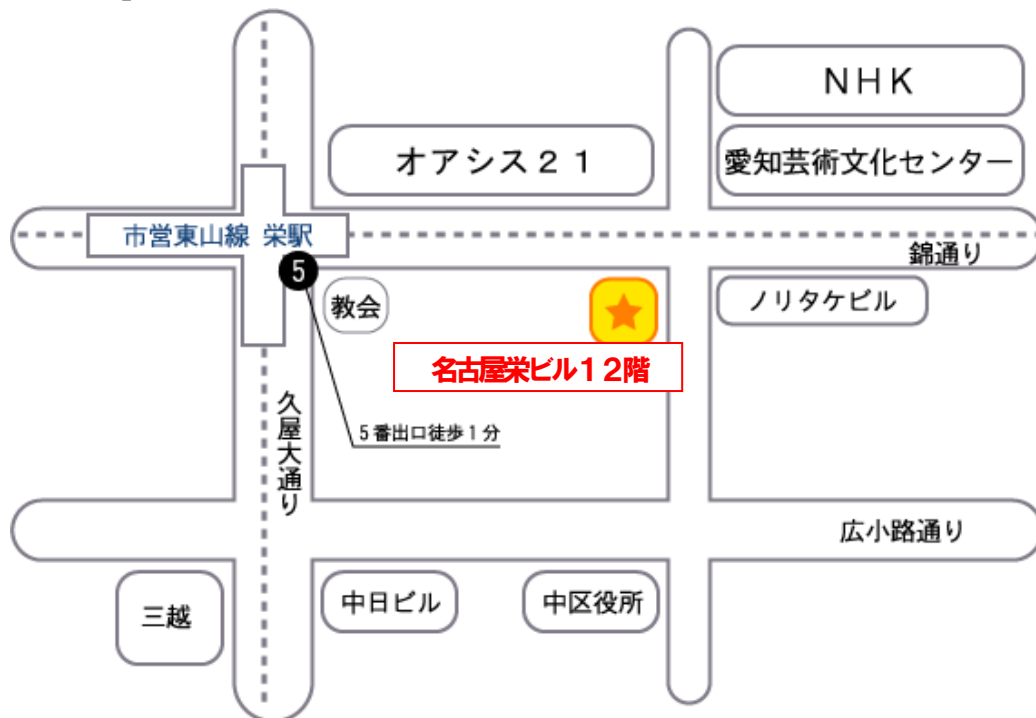 NHK
オアシス２１
愛知芸術文化センター
市営東山線 栄駅
錦通り
5
教会
ノリタケビル
名古屋栄ビル１２階
久屋大通り
５番出口徒歩１分
広小路通り
三越
中日ビル
中区役所